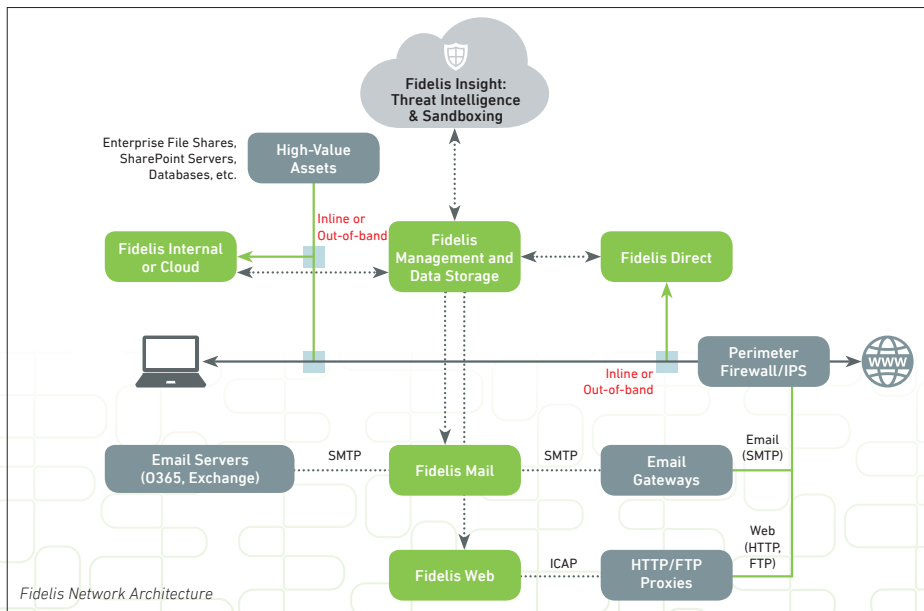 Fidelis Insight:
Threat Intelligence
& Sandboxing
Enterprise File Shares,
SharePoint Servers,
Databases, etc.
High-Value
Assets
Inline or
Out-of-band
Fidelis Internal
or Cloud
Fidelis
Management and
Data Storage
Fidelis Direct
Perimeter
Firewall/IPS
WWW
Inline or
Out-of-band
Email Servers
(O365, Exchange)
SMTP
Fidelis Mail
SMTP
Email
Gateways
Email
(SMTP)
Fidelis Web
ICAP
HTTP/FTP
Proxies
Web
(HTTP,
FTP)
Fidelis Network Architecture